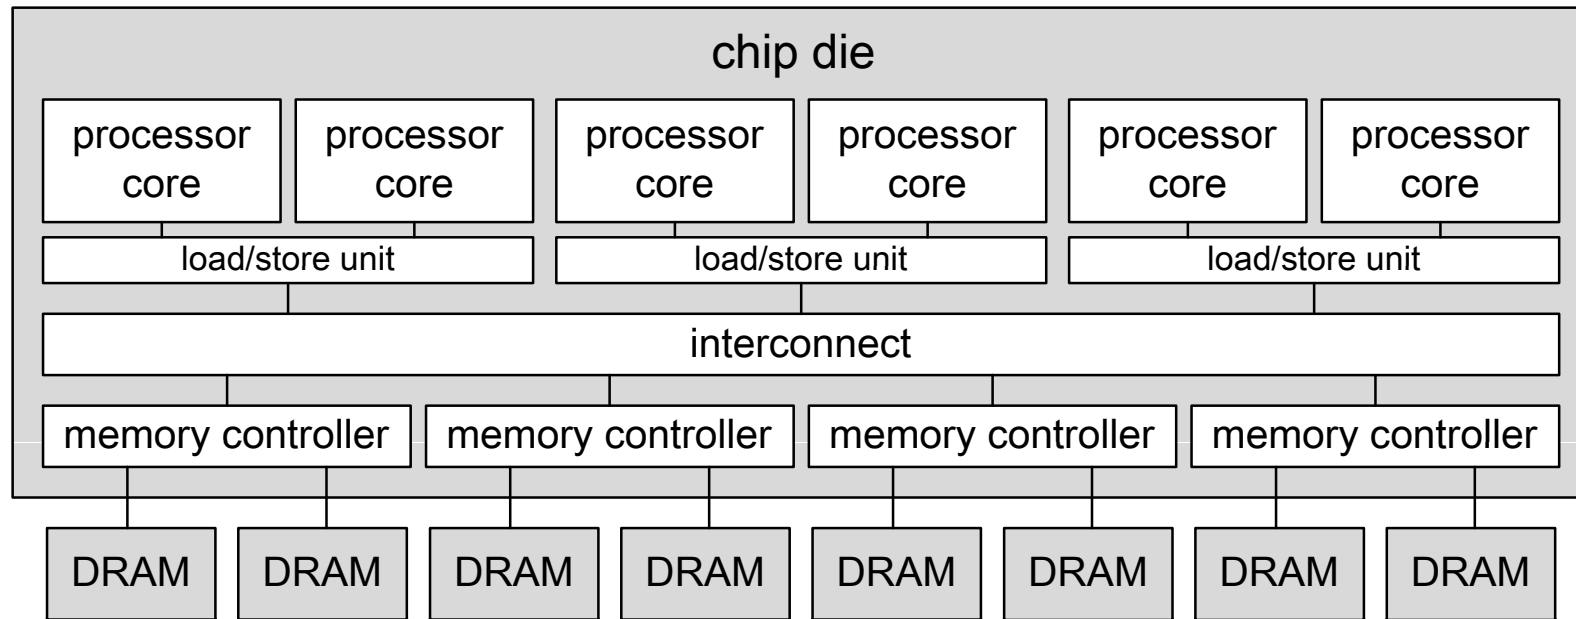 chip die
processor
core
processor
core
processor
core
processor
core
processor
core
processor
core
load/store unit
load/store unit
load/store unit
interconnect
memory controller
memory controller
memory controller
memory controller
DRAM
DRAM
DRAM
DRAM
DRAM
DRAM
DRAM
DRAM